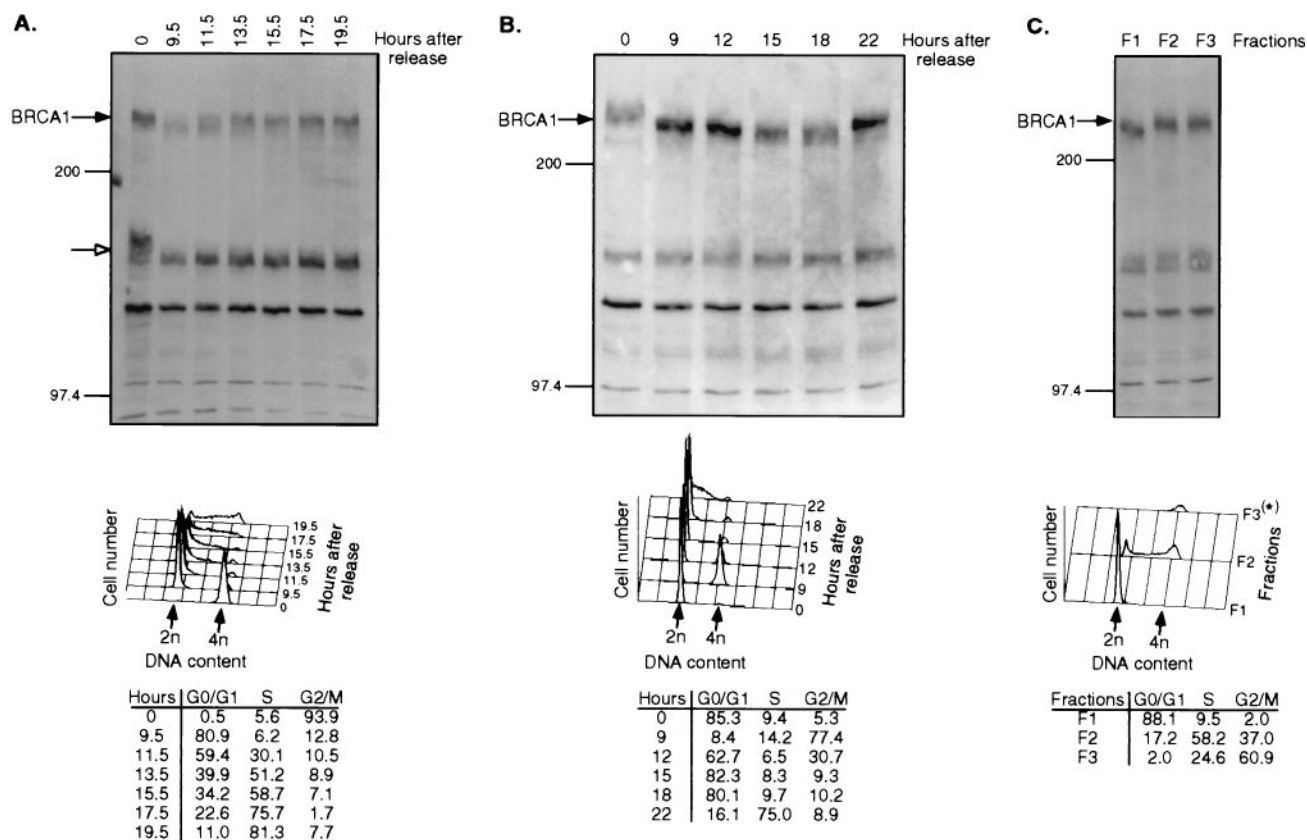 A.
0 9.5 11.5 13.5 15.5 17.5 19.5 Hours after
release
BRCA1
200
97.4
Cell number
19.5
17.5
15.5
13.5
11.5
9.5
0
Hours after
release
2n 4n
DNA content
Hours G0/G1 S G2/M
0 0.5 5.6 93.9
9.5 80.9 6.2 12.8
11.5 59.4 30.1 10.5
13.5 39.9 51.2 8.9
15.5 34.2 58.7 7.1
17.5 22.6 75.7 1.7
19.5 11.0 81.3 7.7
B.
0 9 12 15 18 22 Hours after
release
BRCA1
200
97.4
Cell number
22
18
15
12
9
0
Hours after
release
2n 4n
DNA content
Hours G0/G1 S G2/M
0 85.3 9.4 5.3
9 8.4 14.2 77.4
12 62.7 6.5 30.7
15 82.3 8.3 9.3
18 80.1 9.7 10.2
22 16.1 75.0 8.9
C.
F1 F2 F3 Fractions
BRCA1
200
97.4
Cell number
F3(*)
F2
F1
Fractions
2n 4n
DNA content
Fractions G0/G1 S G2/M
F1 88.1 9.5 2.0
F2 17.2 58.2 37.0
F3 2.0 24.6 60.9